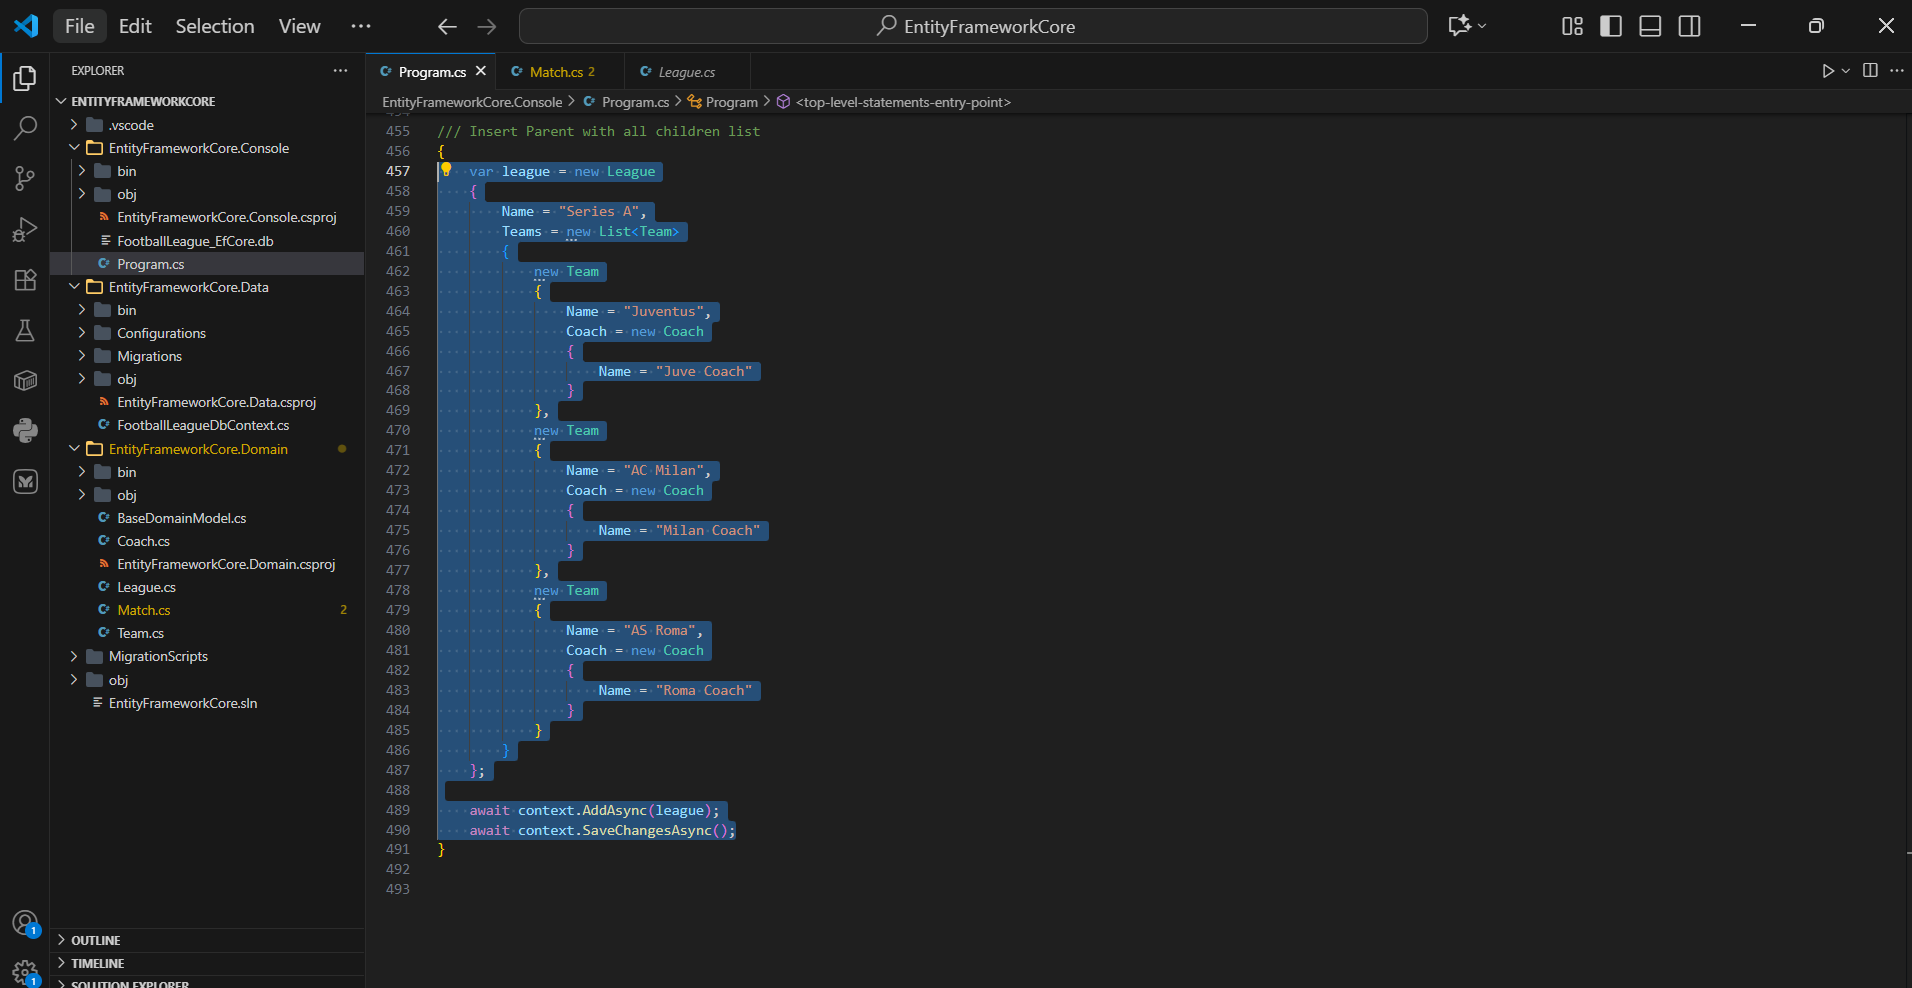 File Edit Selection View ··· EntityFrameworkCore
EXPLORER ···
ENTITYFRAMEWORKCORE
.vscode
EntityFrameworkCore.Console
bin
obj
EntityFrameworkCore.Console.csproj
FootballLeague_EfCore.db
Program.cs
EntityFrameworkCore.Data
bin
Configurations
Migrations
obj
EntityFrameworkCore.Data.csproj
FootballLeagueDbContext.cs
EntityFrameworkCore.Domain
bin
obj
BaseDomainModel.cs
Coach.cs
EntityFrameworkCore.Domain.csproj
League.cs
Match.cs 2
Team.cs
MigrationScripts
obj
EntityFrameworkCore.sln
OUTLINE
TIMELINE
SOLUTION EXPLORER
1
1
Program.cs Match.cs 2 League.cs
EntityFrameworkCore.Console > Program.cs > Program > <top-level-statements-entry-point>
455 /// Insert Parent with all children list
456 {
457 var league = new League
458 {
459 Name = "Series A",
460 Teams = new List<Team>
461 {
462 new Team
463 {
464 Name = "Juventus",
465 Coach = new Coach
466 {
467 Name = "Juve Coach"
468 }
469 },
470 new Team
471 {
472 Name = "AC Milan",
473 Coach = new Coach
474 {
475 Name = "Milan Coach"
476 }
477 },
478 new Team
479 {
480 Name = "AS Roma",
481 Coach = new Coach
482 {
483 Name = "Roma Coach"
484 }
485 }
486 }
487 };
488
489 await context.AddAsync(league);
490 await context.SaveChangesAsync();
491 }
492
493